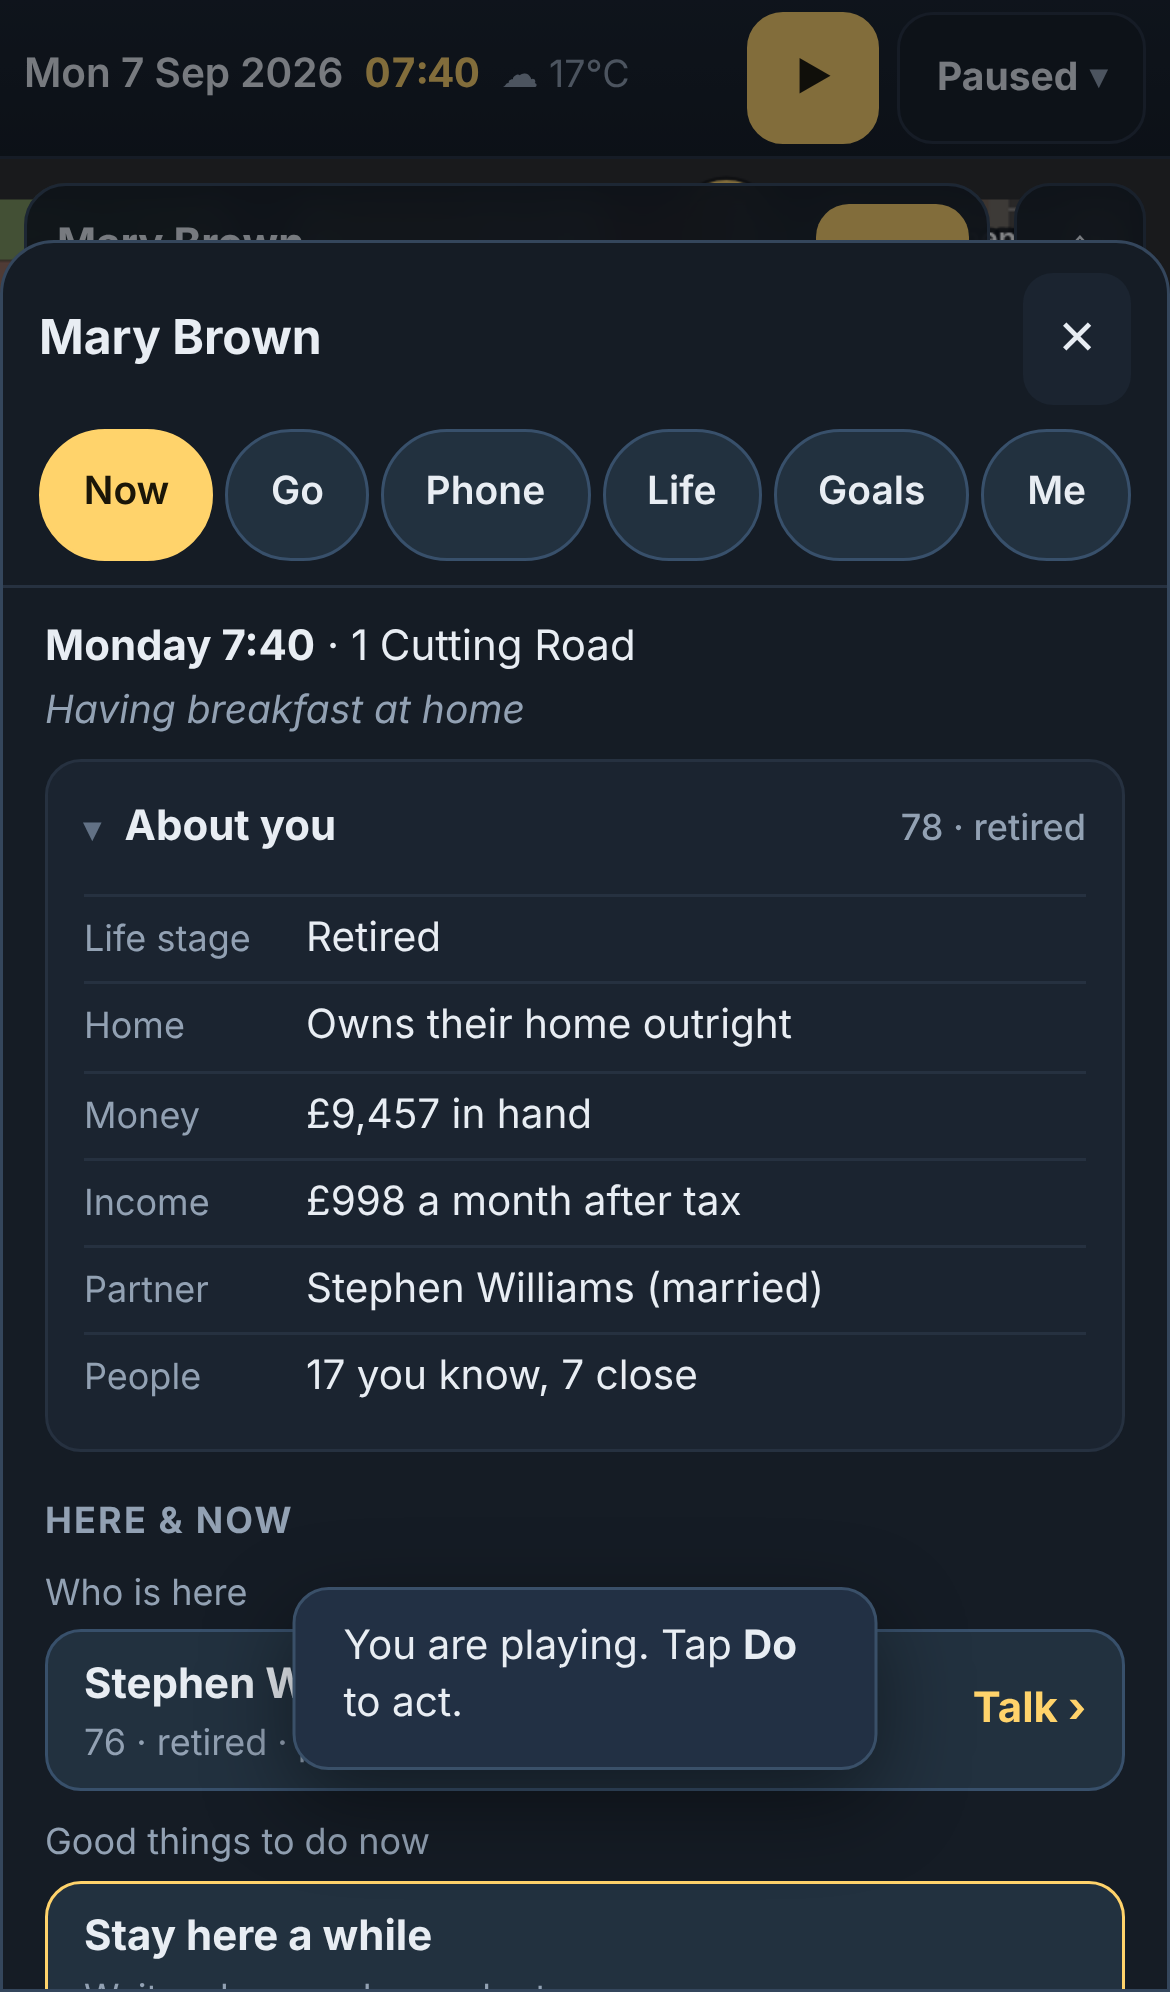 Mon 7 Sep 2026 07:40 17°C Paused
Mary Brown
Mary Brown
Now Go Phone Life Goals Me
Monday 7:40 · 1 Cutting Road
Having breakfast at home
About you 78 · retired
Life stage Retired
Home Owns their home outright
Money £9,457 in hand
Income £998 a month after tax
Partner Stephen Williams (married)
People 17 you know, 7 close
HERE & NOW
Who is here
You are playing. Tap Do
to act.
Stephen
76 · retired ·
Talk ›
Good things to do now
Stay here a while